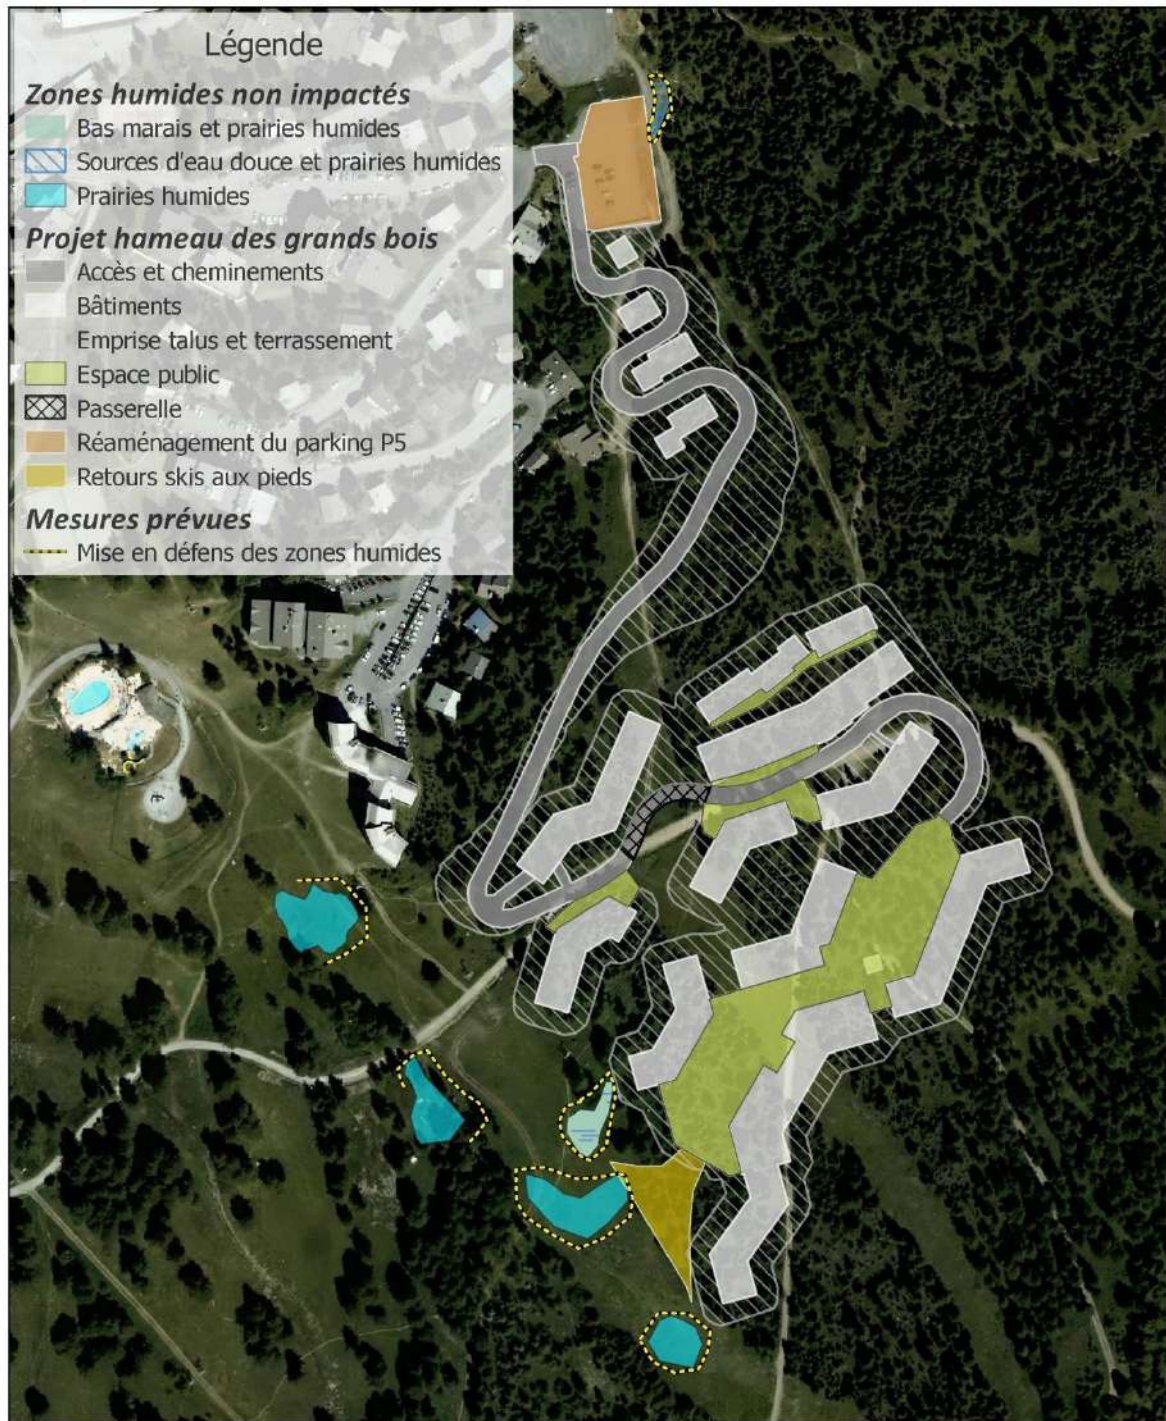 Légende
Zones humides non impactés
Bas marais et prairies humides
Sources d'eau douce et prairies humides
Prairies humides
Projet hameau des grands bois
Accès et cheminements
Bâtiments
Emprise talus et terrassement
Espace public
Passerelle
Réaménagement du parking P5
Retours skis aux pieds
Mesures prévues
Mise en défens des zones humides